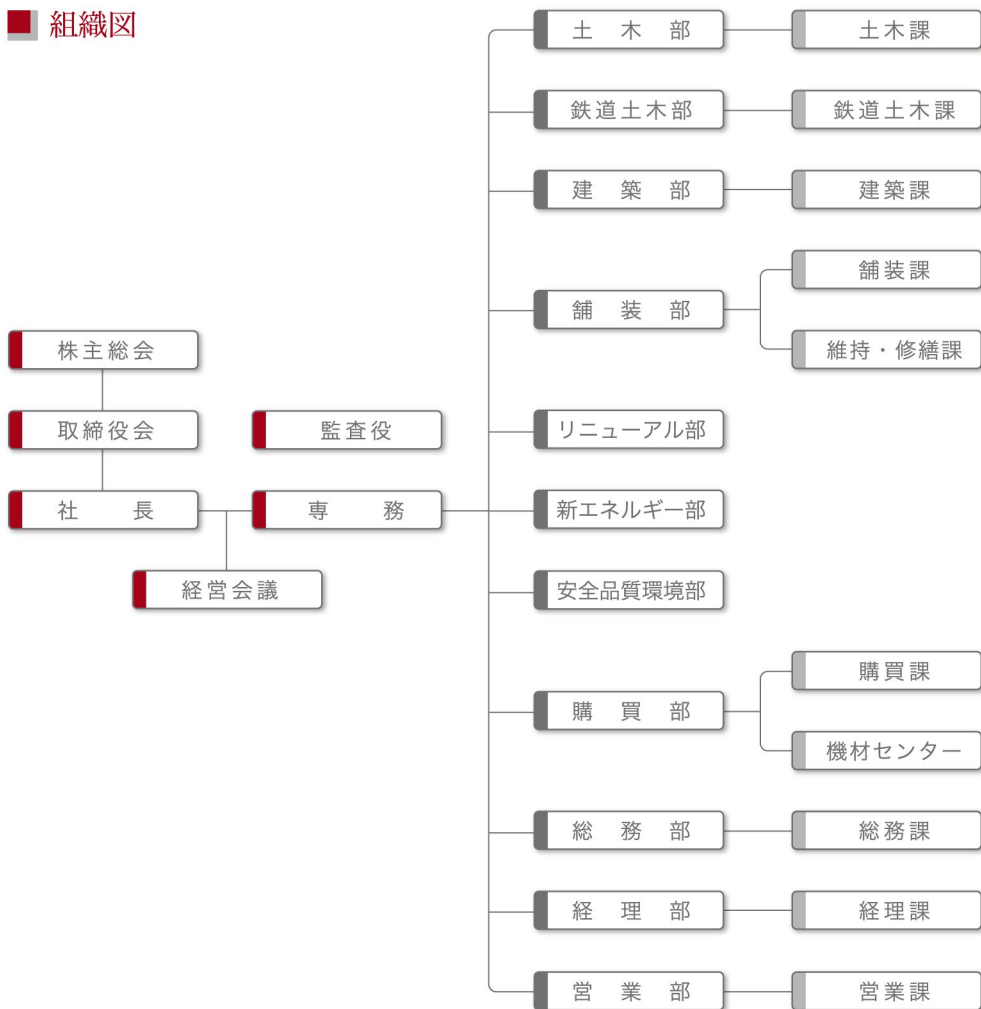 組織図
株主総会
取締役会
監査役
社長
専務
経営会議
土木部
土木課
鉄道土木部
鉄道土木課
建築部
建築課
舗装部
舗装課
維持・修繕課
リニューアル部
新エネルギー部
安全品質環境部
購買部
購買課
機材センター
総務部
総務課
経理部
経理課
営業部
営業課